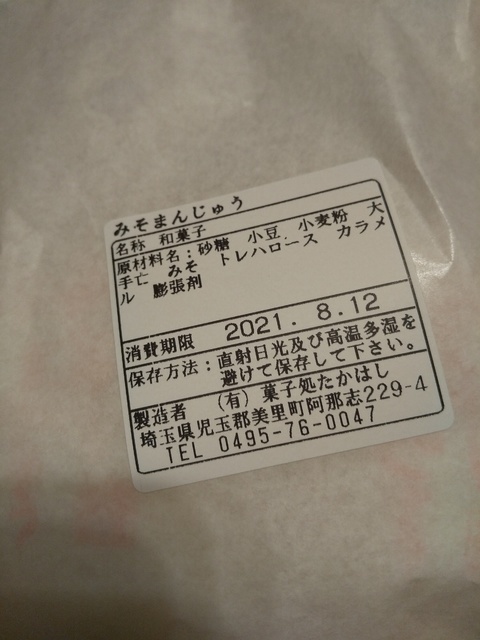 みそまんじゅう
名称 和菓子
原材料名：砂糖 小豆 小麦粉 大
手亡 みそ トレハロース カラメ
ル 膨張剤
消費期限 2021. 8.12
保存方法：直射日光及び高温多湿を
避けて保存して下さい。
製造者 （有）菓子処たかはし
埼玉県児玉郡美里町阿那志229-4
TEL 0495-76-0047